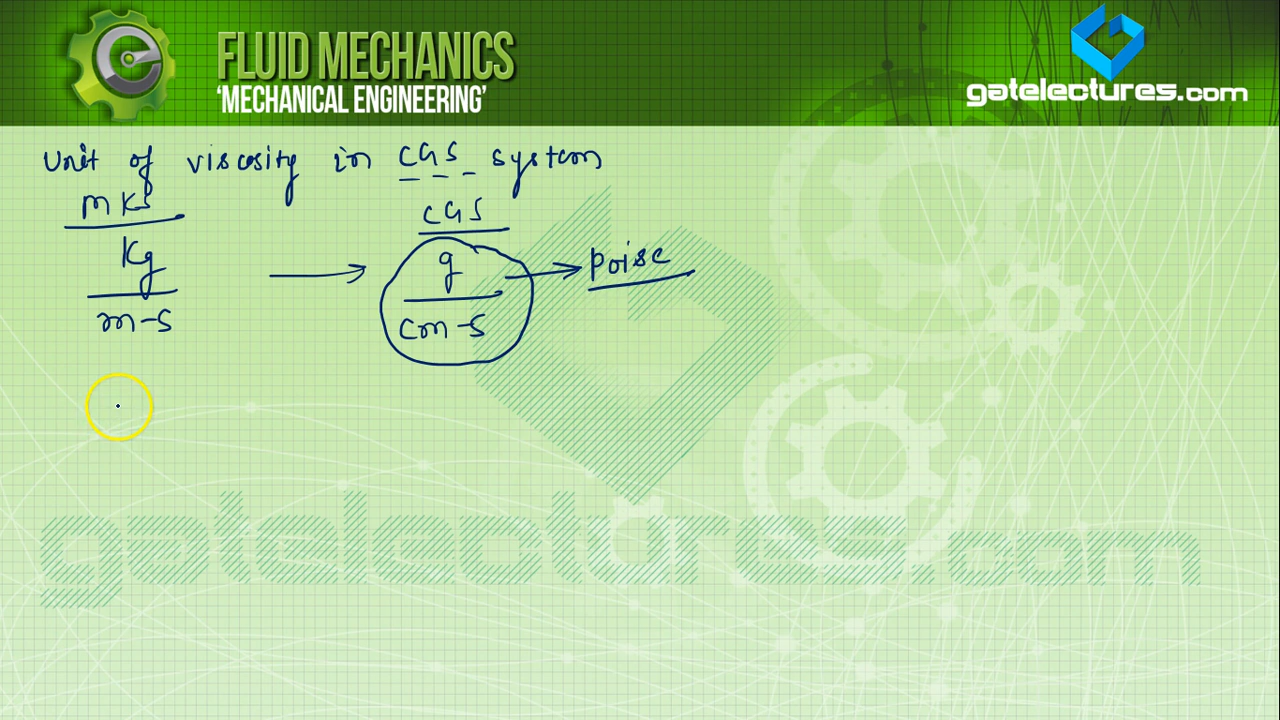 FLUID MECHANICS
'MECHANICAL ENGINEERING'
gatelectures.com
Unit of viscosity in CGS system
MKS
CGS
Kg
m-s
g
cm-s
Poise
gatelectures.com